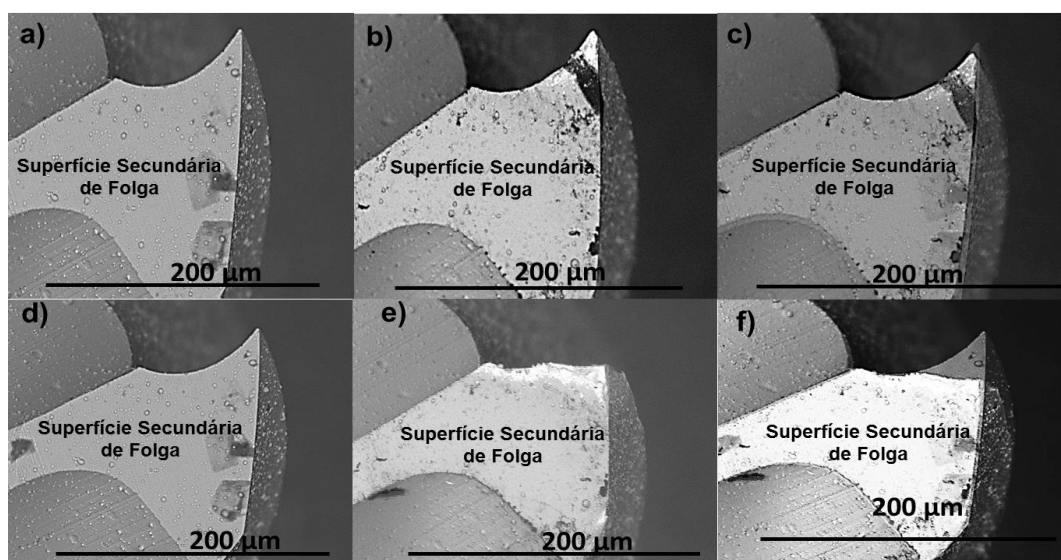 a)
b)
c)
Superfície Secundária
de Folga
Superfície Secundária
de Folga
Superfície Secundária
de Folga
200 µm
200 µm
200 µm
d)
e)
f)
Superfície Secundária
de Folga
Superfície Secundária
de Folga
Superfície Secundária
de Folga
200 µm
200 µm
200 µm